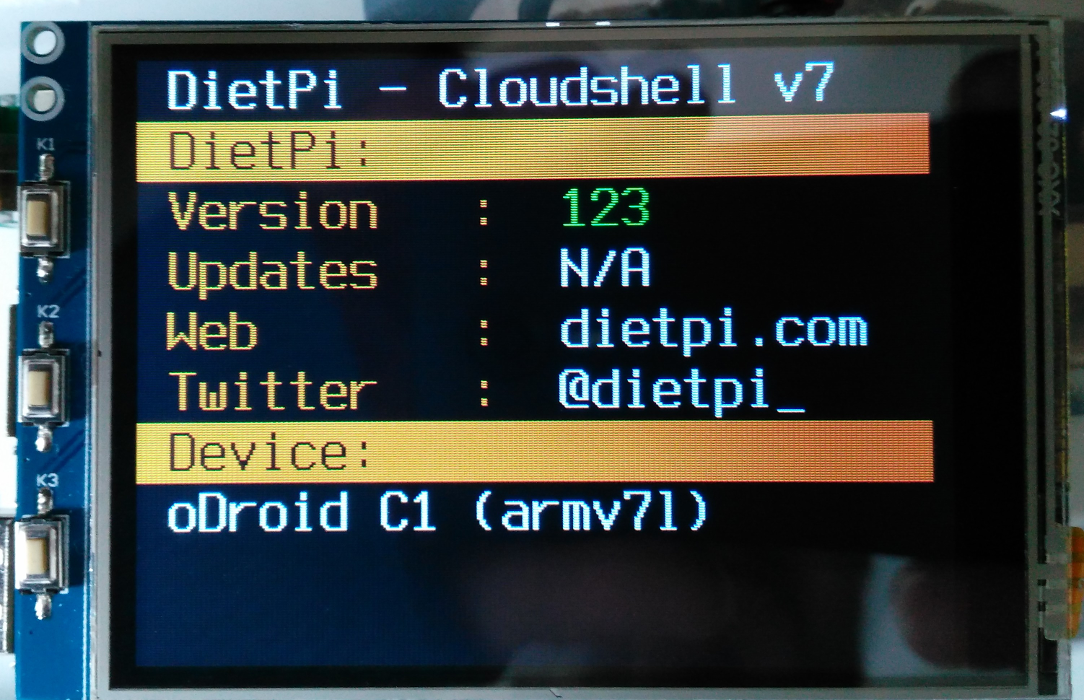 DietPi - Cloudshell v7
DietPi:
Version : 123
Updates : N/A
Web : dietpi.com
Twitter : @dietpi_
Device:
oDroid C1 (armv7l)
K1
K2
K3